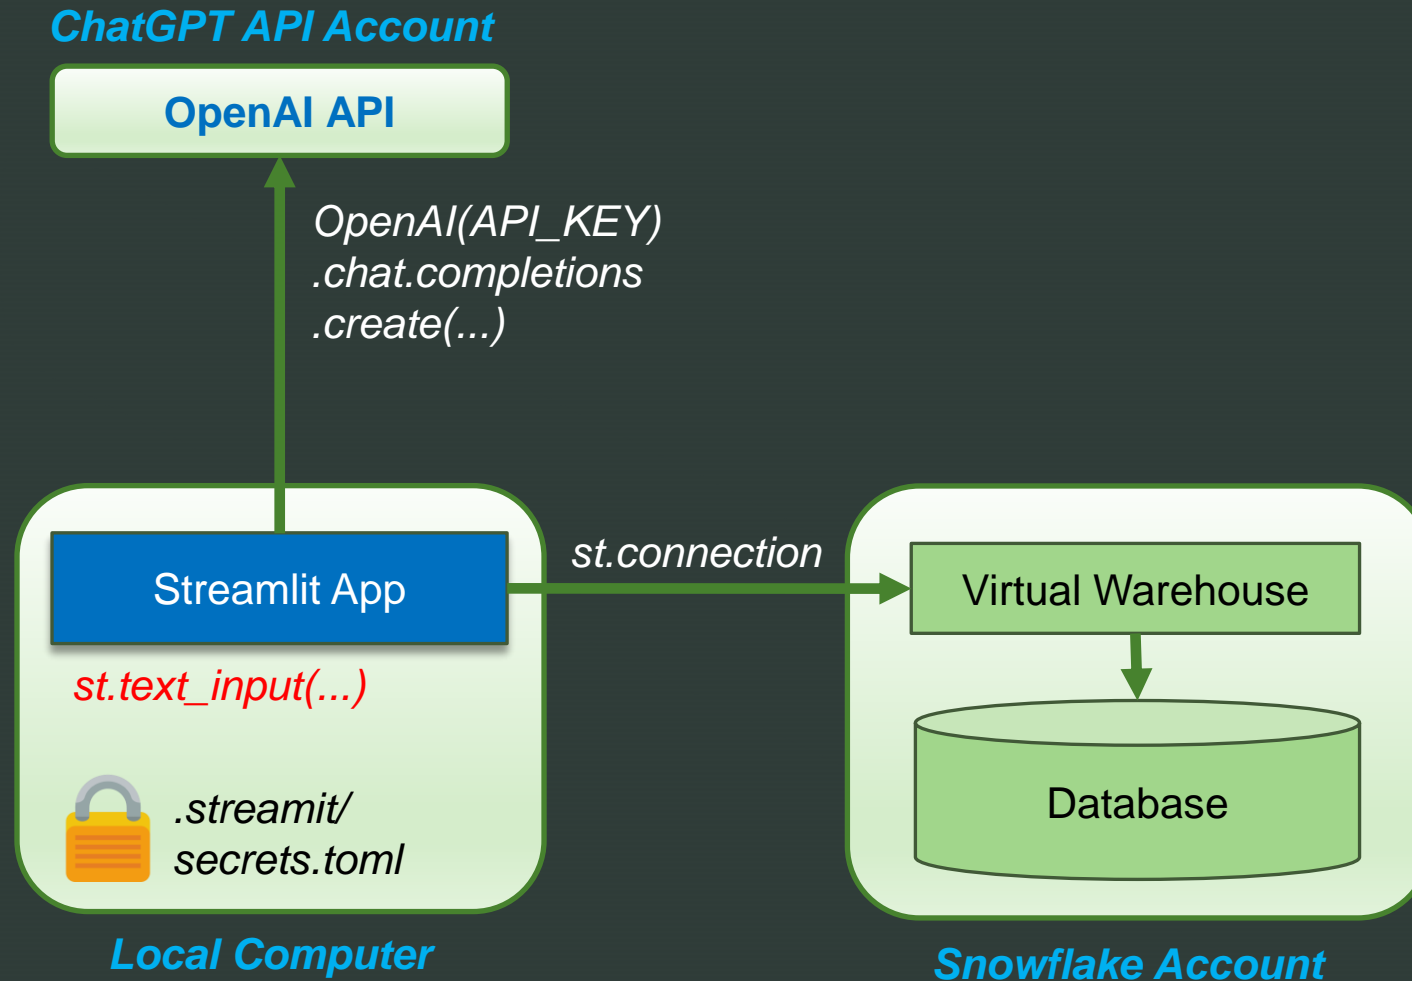 ChatGPT API Account
OpenAI API
OpenAI(API_KEY)
.chat.completions
.create(...)
Streamlit App
st.text_input(...)
.streamit/
secrets.toml
Local Computer
st.connection
Virtual Warehouse
Database
Snowflake Account